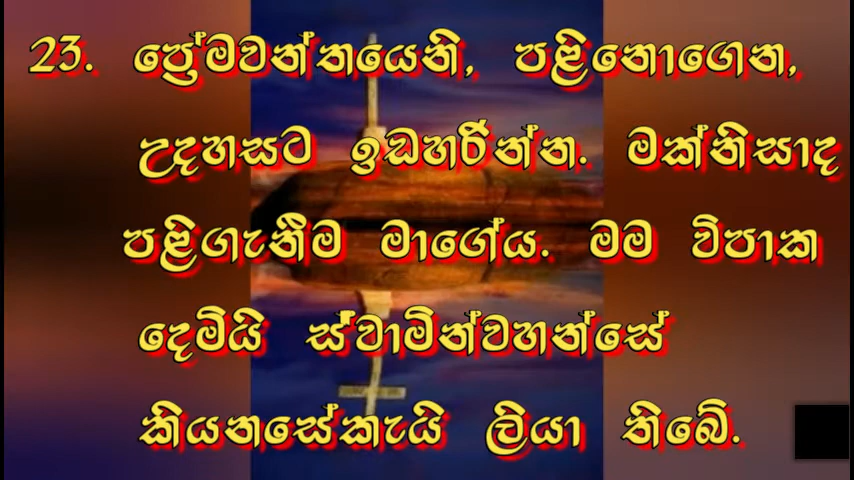 23. ප්‍රේමවන්තයෙනි, පළිනොගෙන,
උදහසට ඉඩහරින්න. මක්නිසාද
පළිගැනීම මාගේය. මම විපාක
දෙමියි ස්වාමින්වහන්සේ
කියනසේකැයි ලියා තිබේ.